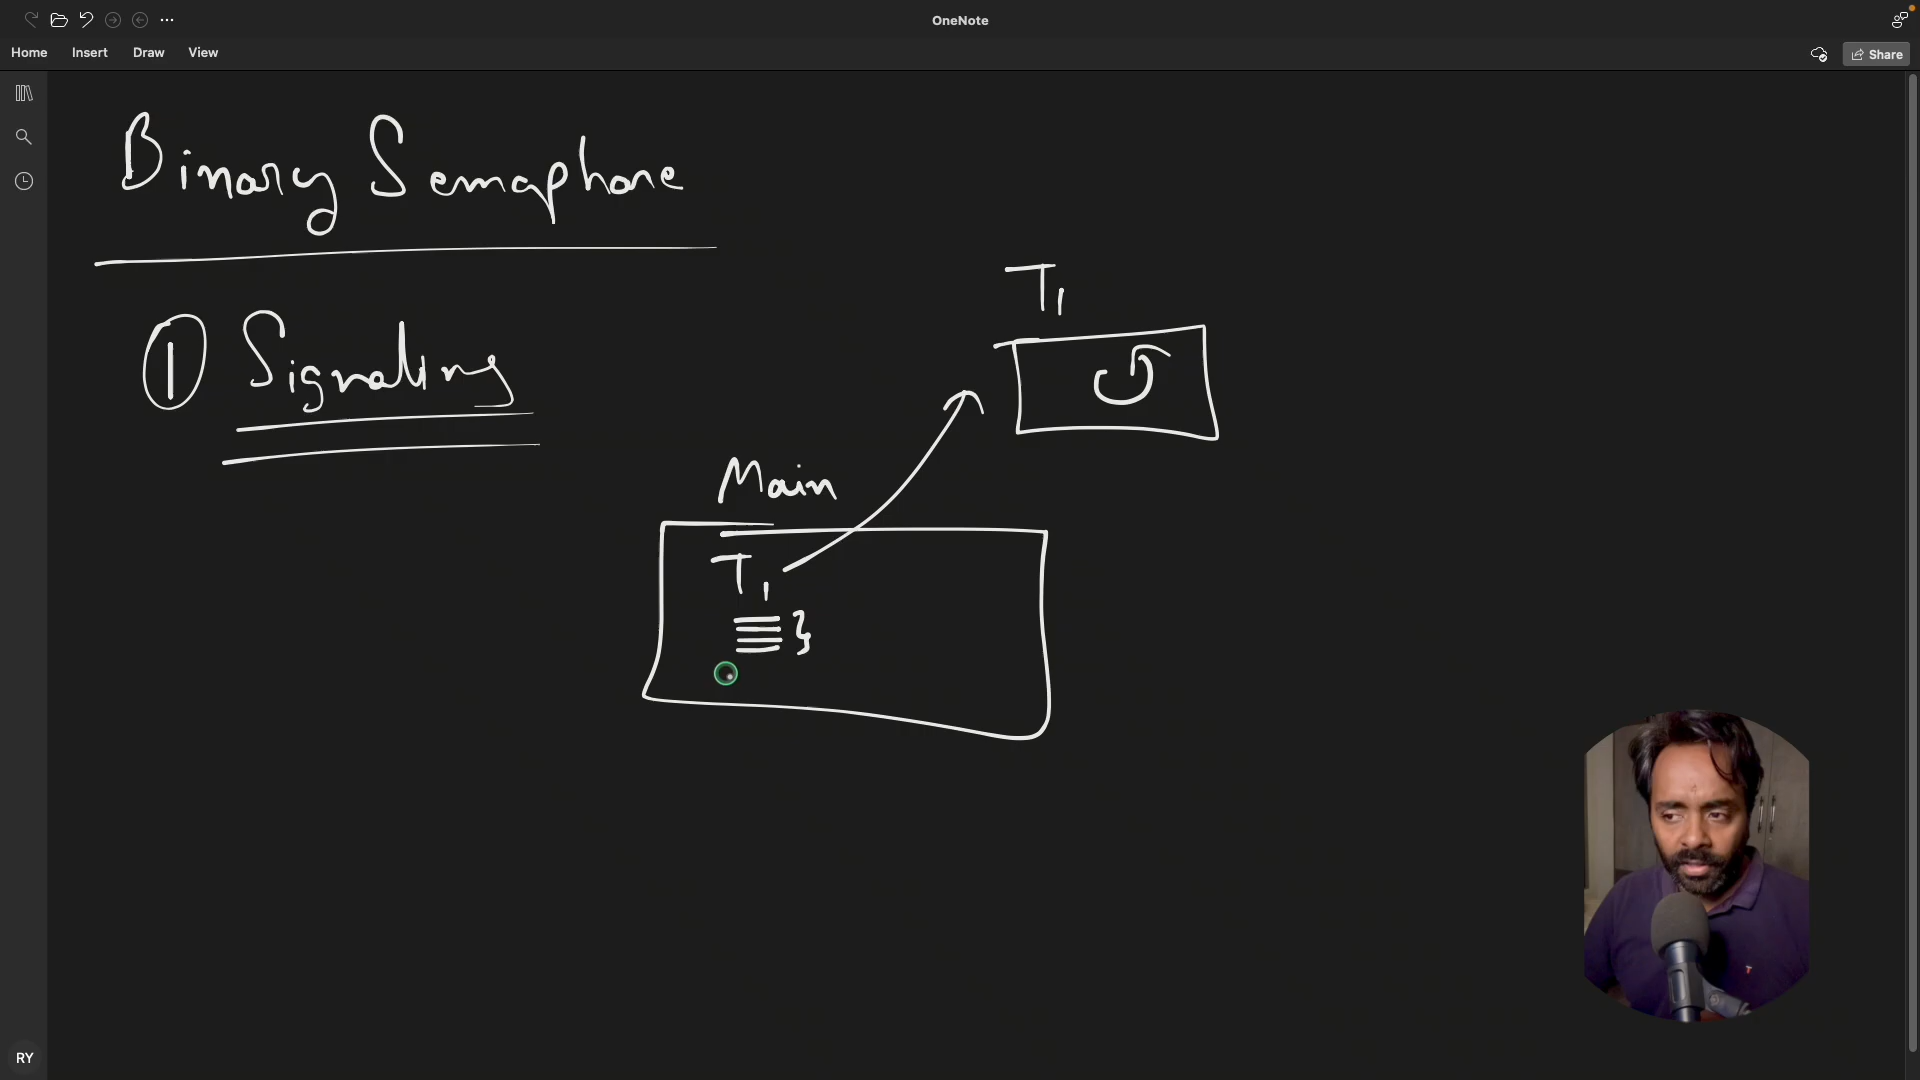 OneNote
Home Insert Draw View
Share
Binary Semaphore
1 Signaling
T1
Main
T1
RY